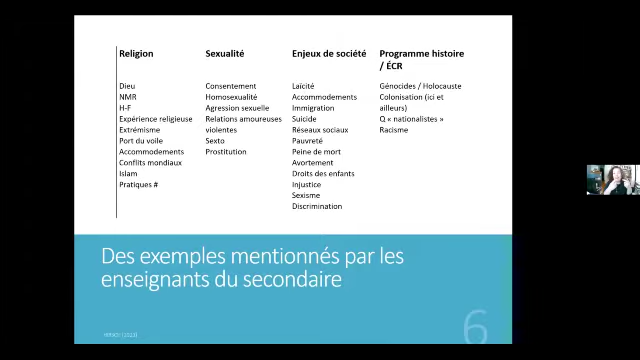 Religion
Dieu
NMR
H-F
Expérience religieuse
Extrémisme
Port du voile
Accommodements
Conflits mondiaux
Islam
Pratiques #
Sexualité
Consentement
Homosexualité
Agression sexuelle
Relations amoureuses
violentes
Sexto
Prostitution
Enjeux de société
Laïcité
Accommodements
Immigration
Suicide
Réseaux sociaux
Pauvreté
Peine de mort
Avortement
Droits des enfants
Injustice
Sexisme
Discrimination
Programme histoire
/ ÉCR
Génocides / Holocauste
Colonisation (ici et
ailleurs)
Q « nationalistes »
Racisme
Des exemples mentionnés par les
enseignants du secondaire
6